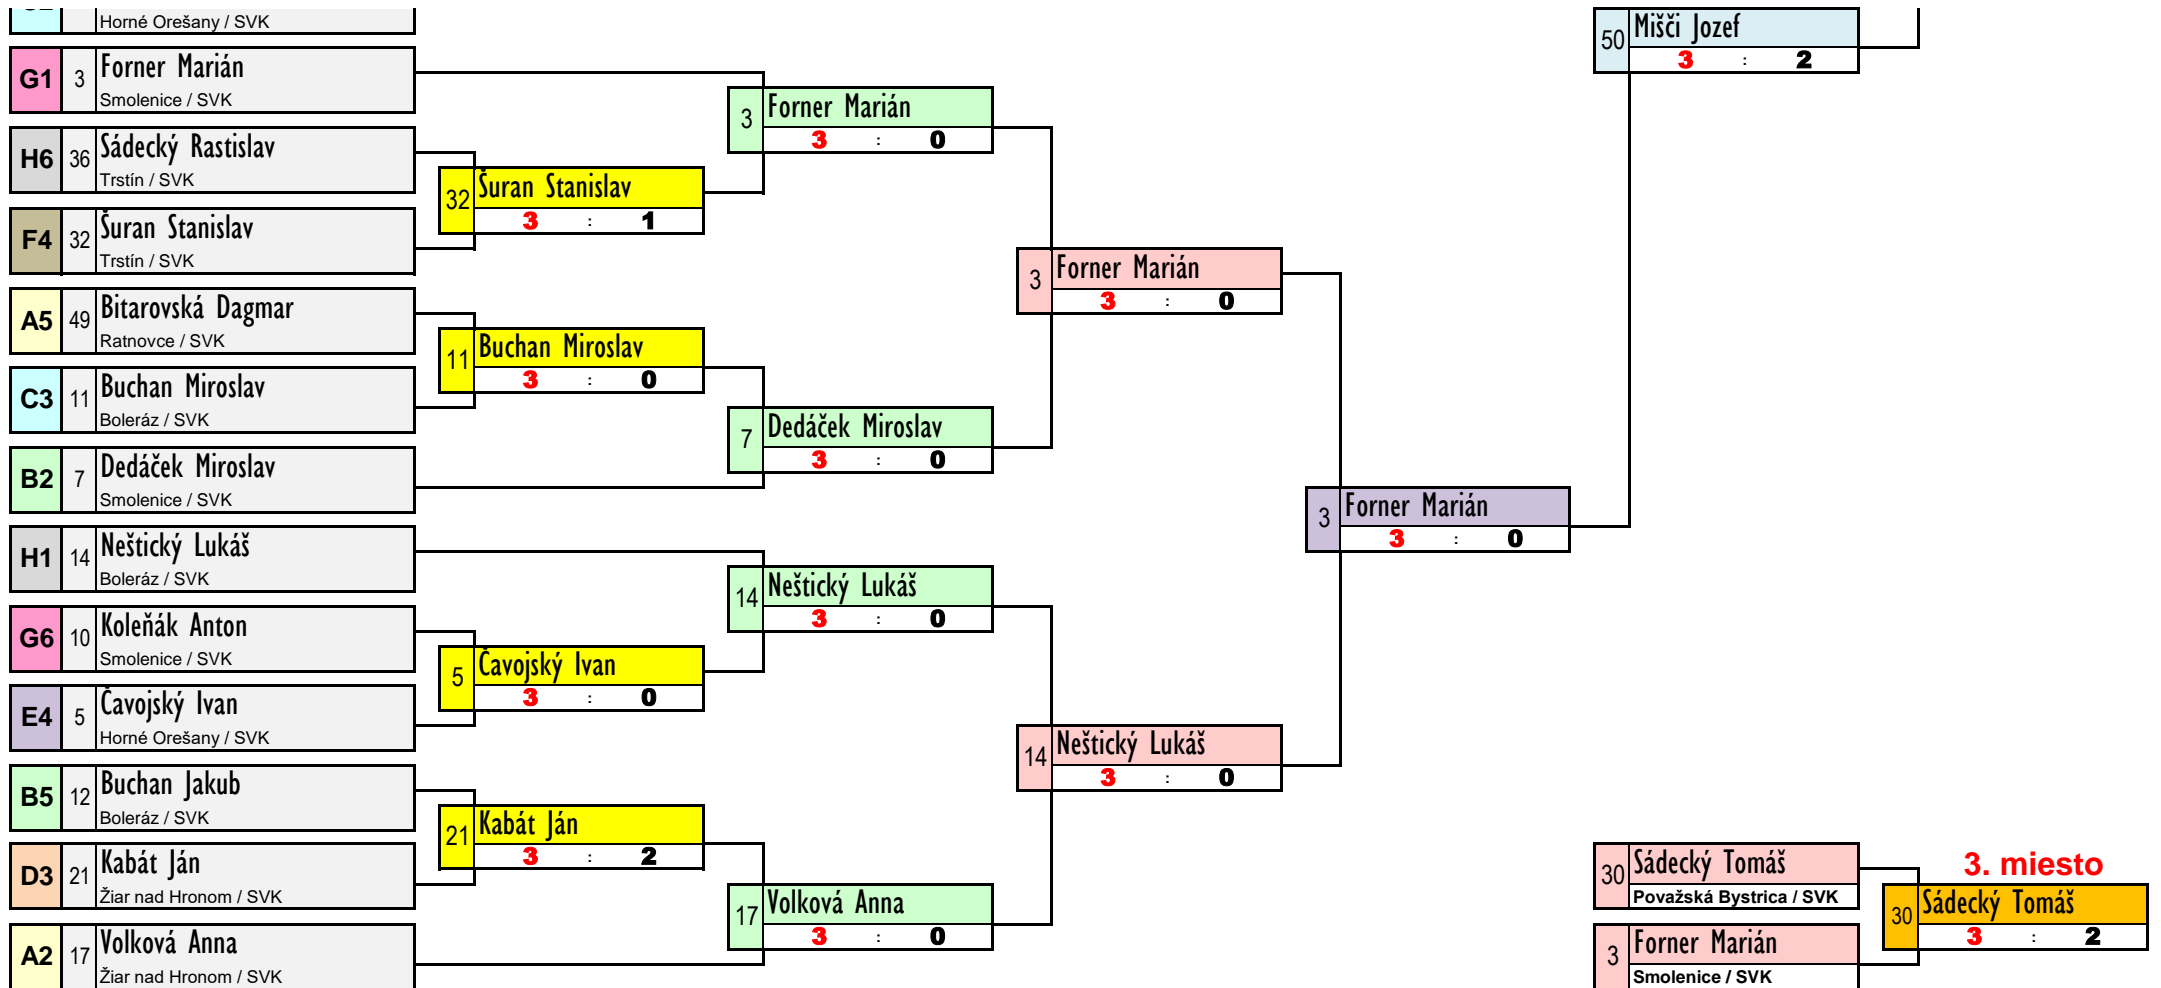 Horné Orešany / SVK
50 Mišči Jozef
3 : 2
G1 3 Forner Marián
Smolenice / SVK
3 Forner Marián
3 : 0
H6 36 Sádecký Rastislav
Trstín / SVK
32 Šuran Stanislav
3 : 1
F4 32 Šuran Stanislav
Trstín / SVK
3 Forner Marián
3 : 0
A5 49 Bitarovská Dagmar
Ratnovce / SVK
11 Buchan Miroslav
3 : 0
C3 11 Buchan Miroslav
Boleráz / SVK
7 Dedáček Miroslav
3 : 0
B2 7 Dedáček Miroslav
Smolenice / SVK
3 Forner Marián
3 : 0
H1 14 Neštický Lukáš
Boleráz / SVK
14 Neštický Lukáš
3 : 0
G6 10 Koleňák Anton
Smolenice / SVK
5 Čavojský Ivan
3 : 0
E4 5 Čavojský Ivan
Horné Orešany / SVK
14 Neštický Lukáš
3 : 0
B5 12 Buchan Jakub
Boleráz / SVK
21 Kabát Ján
3 : 2
D3 21 Kabát Ján
Žiar nad Hronom / SVK
30 Sádecký Tomáš
Považská Bystrica / SVK
3. miesto
17 Volková Anna
3 : 0
30 Sádecký Tomáš
3 : 2
A2 17 Volková Anna
Žiar nad Hronom / SVK
3 Forner Marián
Smolenice / SVK